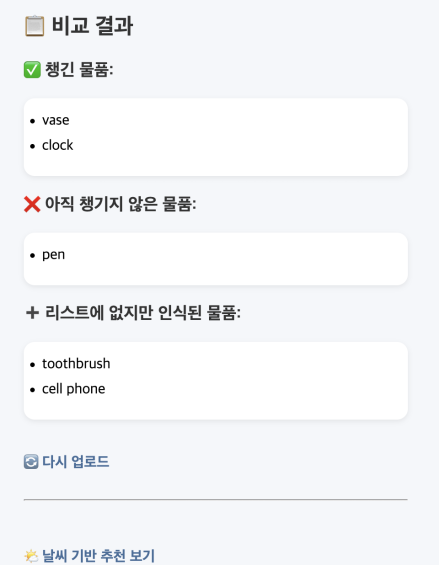 📋 비교 결과
✅ 챙긴 물품:
• vase
• clock
❌ 아직 챙기지 않은 물품:
• pen
➕ 리스트에 없지만 인식된 물품:
• toothbrush
• cell phone
🔄 다시 업로드
🌤️ 날씨 기반 추천 보기